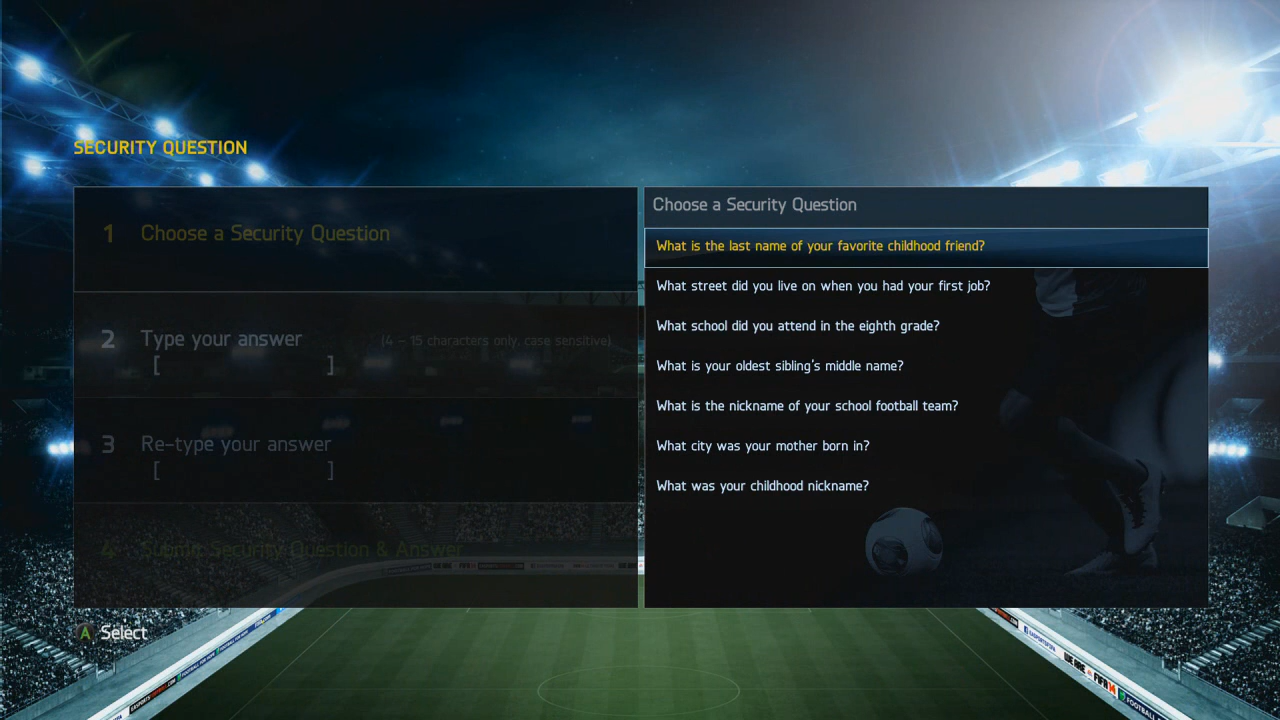 SECURITY QUESTION
1 Choose a Security Question
2 Type your answer (4 – 15 characters only, case sensitive)
[ ]
3 Re-type your answer
[ ]
4 Submit Security Question & Answer
Choose a Security Question
What is the last name of your favorite childhood friend?
What street did you live on when you had your first job?
What school did you attend in the eighth grade?
What is your oldest sibling's middle name?
What is the nickname of your school football team?
What city was your mother born in?
What was your childhood nickname?
A Select
WE ARE FIFA 14